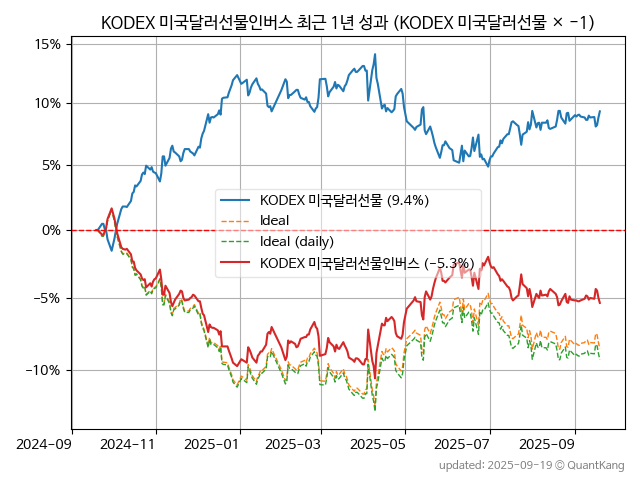 KODEX 미국달러선물인버스 최근 1년 성과 (KODEX 미국달러선물 × −1)
15%
10%
5%
0%
−5%
−10%
KODEX 미국달러선물 (9.4%)
Ideal
Ideal (daily)
KODEX 미국달러선물인버스 (−5.3%)
2024-09 2024-11 2025-01 2025-03 2025-05 2025-07 2025-09
updated: 2025-09-19 © QuantKang